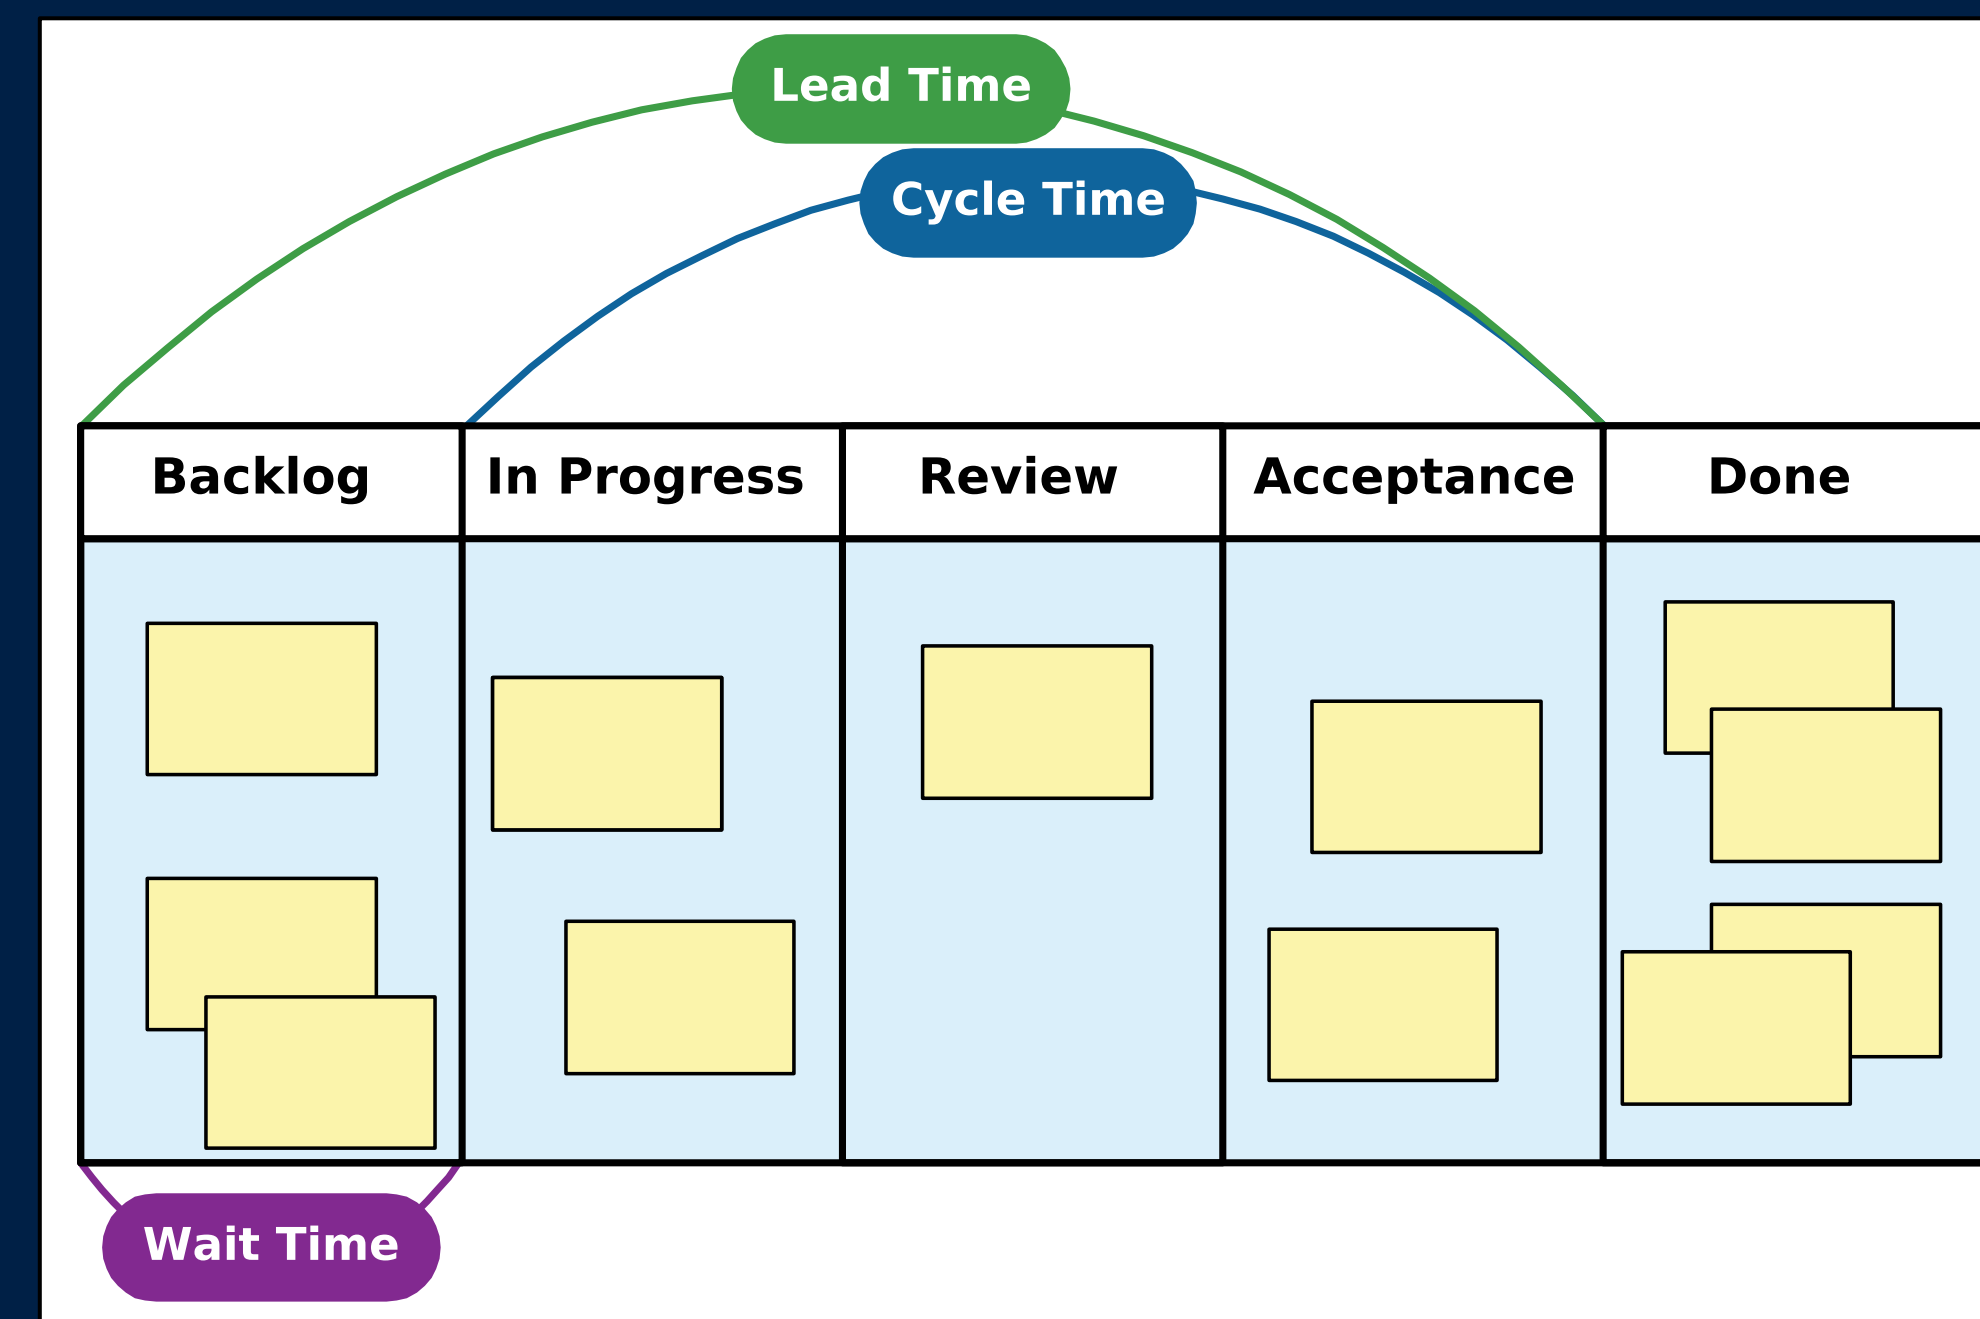 Lead Time
Cycle Time
Backlog
In Progress
Review
Acceptance
Done
Wait Time